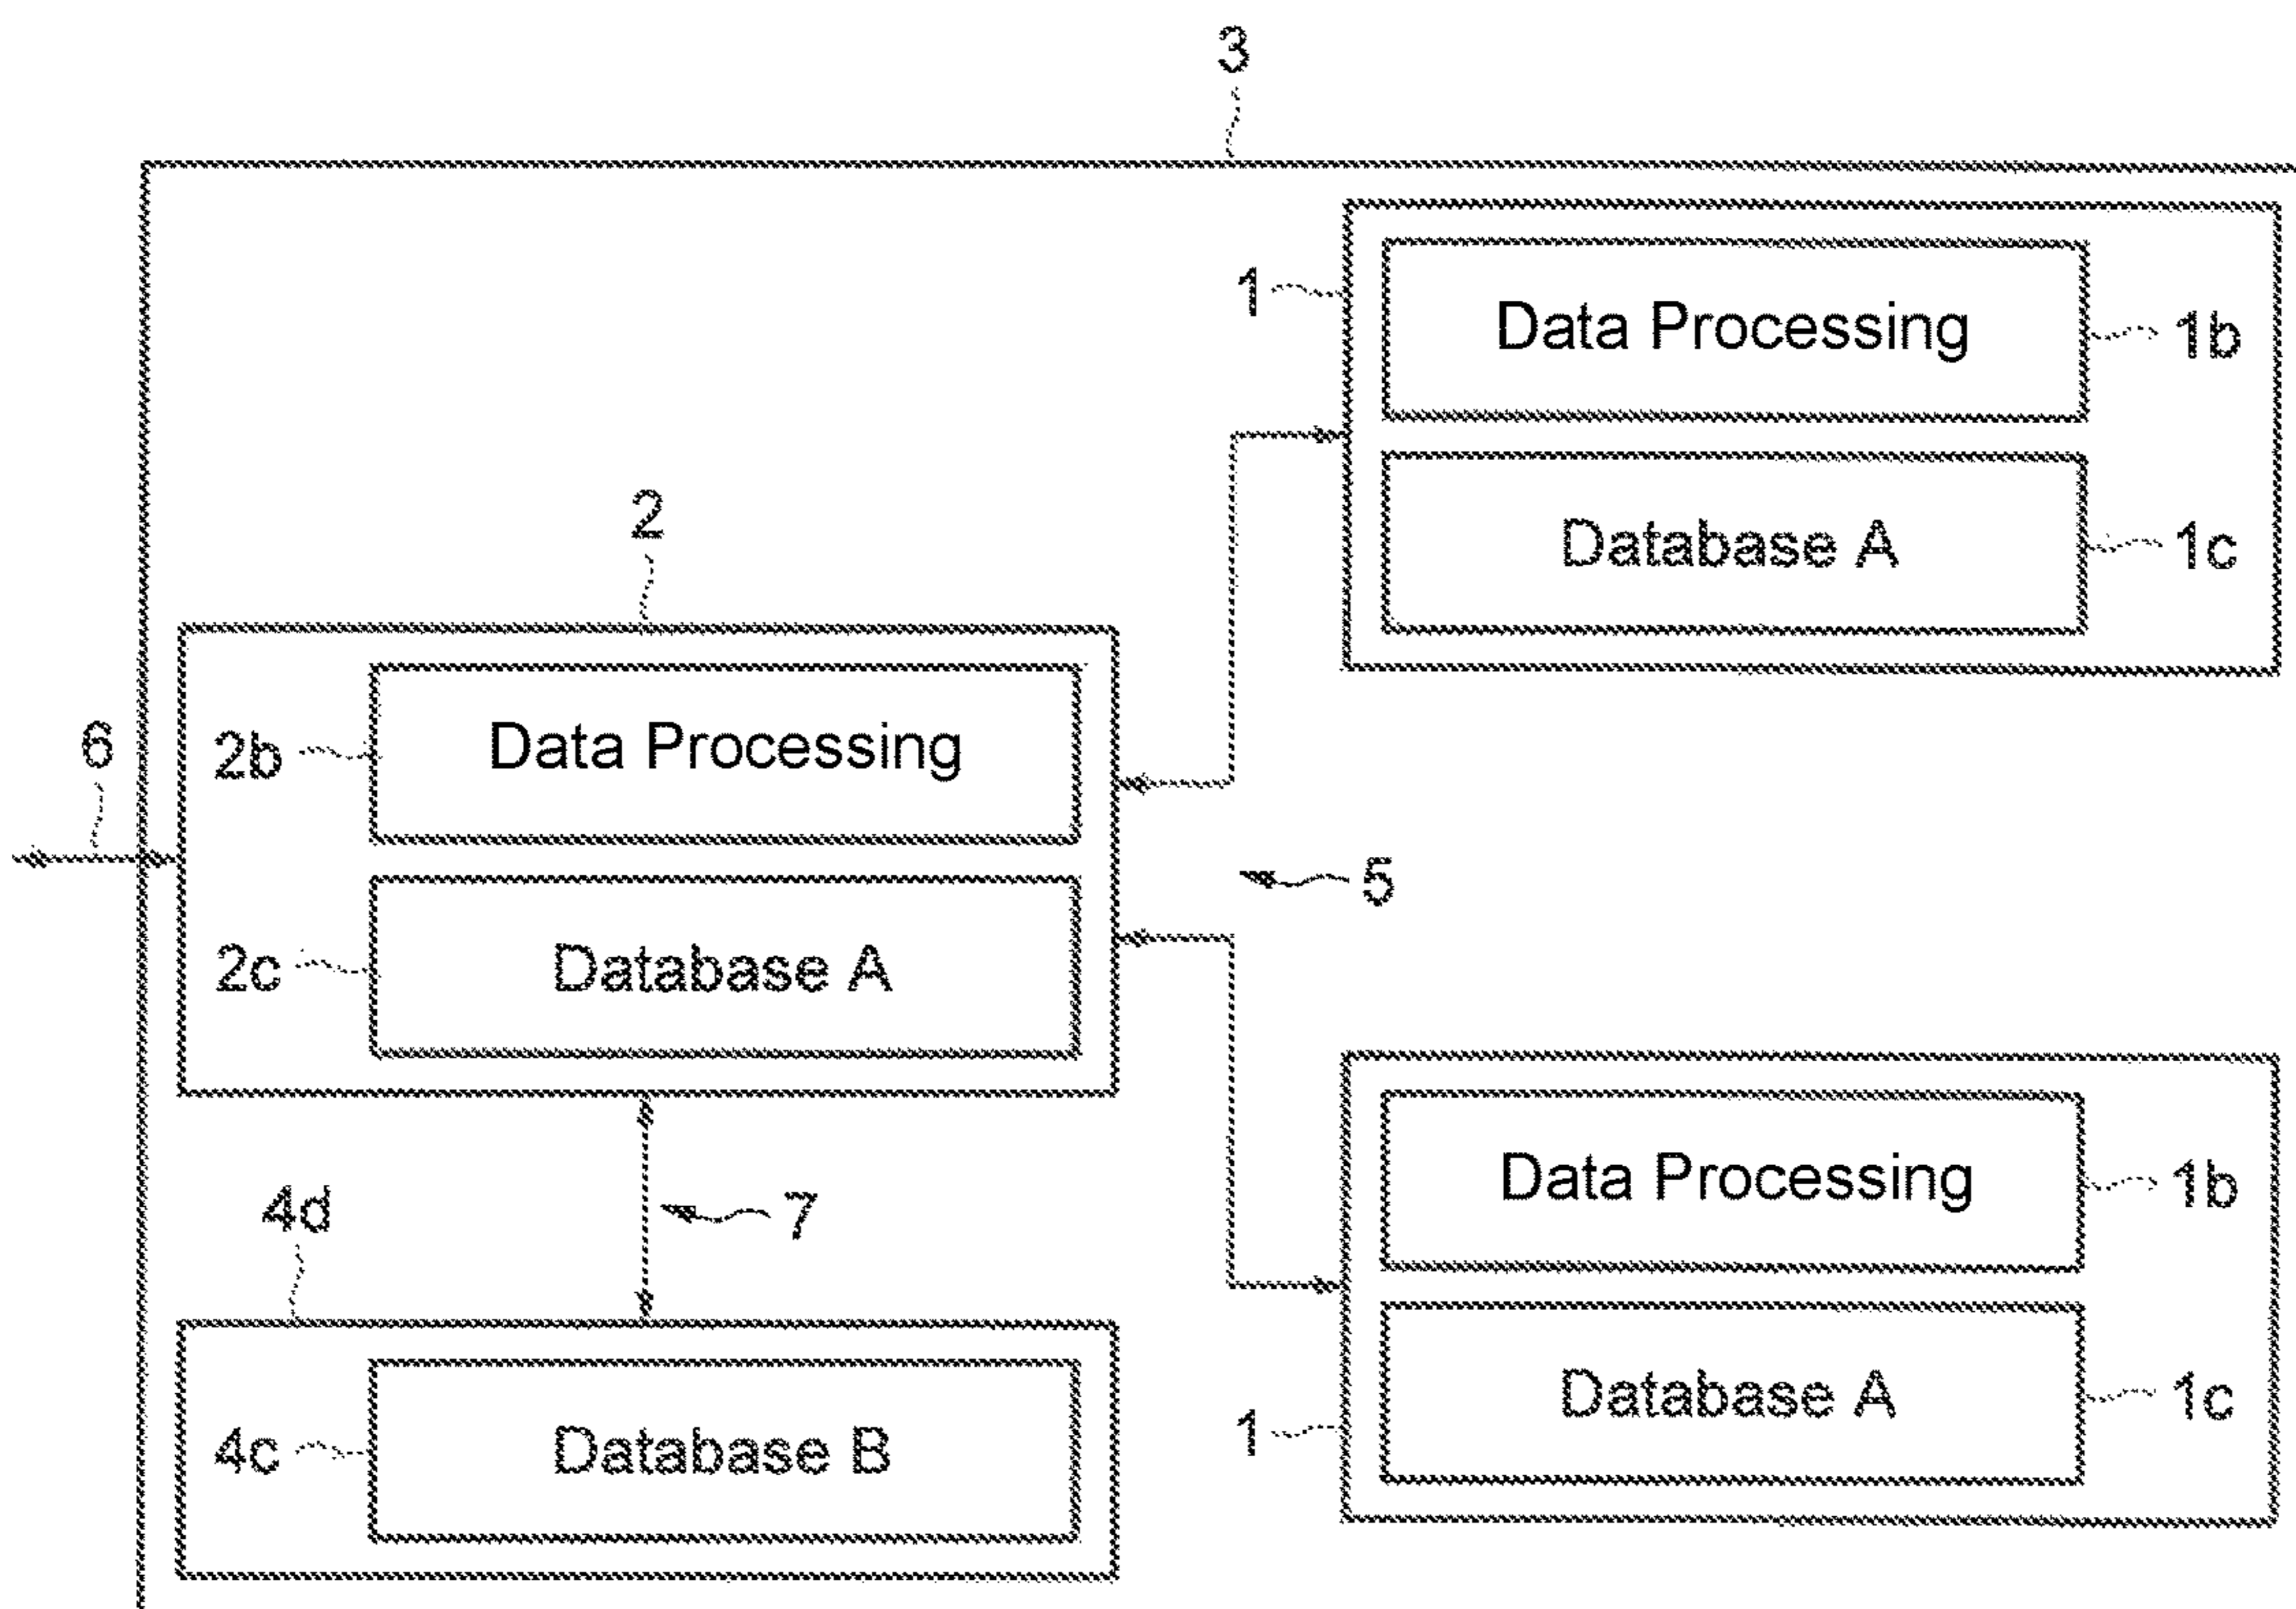 3
1
Data Processing
1b
Database A
1c
2
6
2b
Data Processing
2c
Database A
5
7
4d
4c
Database B
Data Processing
1b
1
Database A
1c